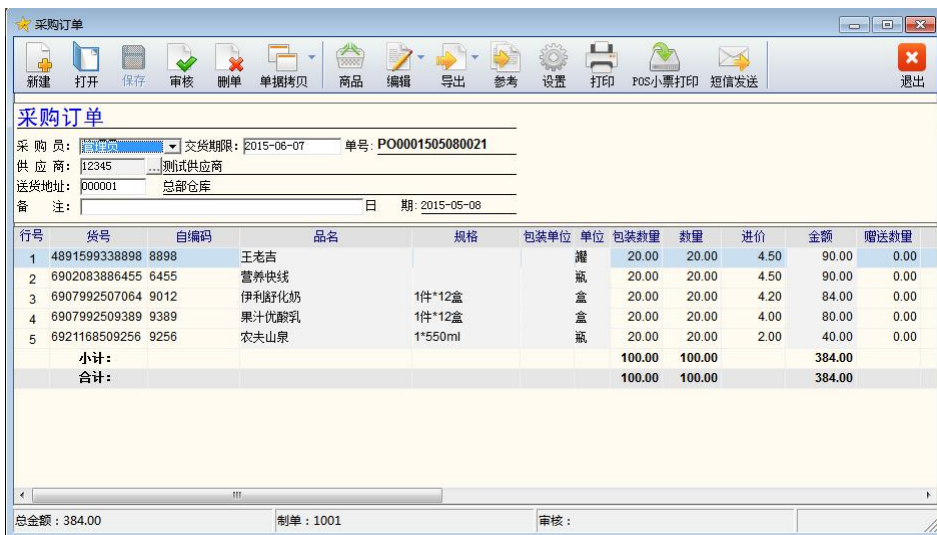 采购订单
新建 打开 保存 审核 删单 单据拷贝 商品 编辑 导出 参考 设置 打印 POS小票打印 短信发送 退出
采购订单
采 购 员: 管理员 交货期限: 2015-06-07 单号: PO0001505080021
供 应 商: 12345 ... 测试供应商
送货地址: 000001 总部仓库
备 注: 日 期: 2015-05-08
行号 货号 自编码 品名 规格 包装单位 单位 包装数量 数量 进价 金额 赠送数量
1 4891599338898 8898 王老吉 罐 20.00 20.00 4.50 90.00 0.00
2 6902083886455 6455 营养快线 瓶 20.00 20.00 4.50 90.00 0.00
3 6907992507064 9012 伊利舒化奶 1件*12盒 盒 20.00 20.00 4.20 84.00 0.00
4 6907992509389 9389 果汁优酸乳 1件*12盒 盒 20.00 20.00 4.00 80.00 0.00
5 6921168509256 9256 农夫山泉 1*550ml 瓶 20.00 20.00 2.00 40.00 0.00
小计: 100.00 100.00 384.00
合计: 100.00 100.00 384.00
总金额：384.00 制单：1001 审核：